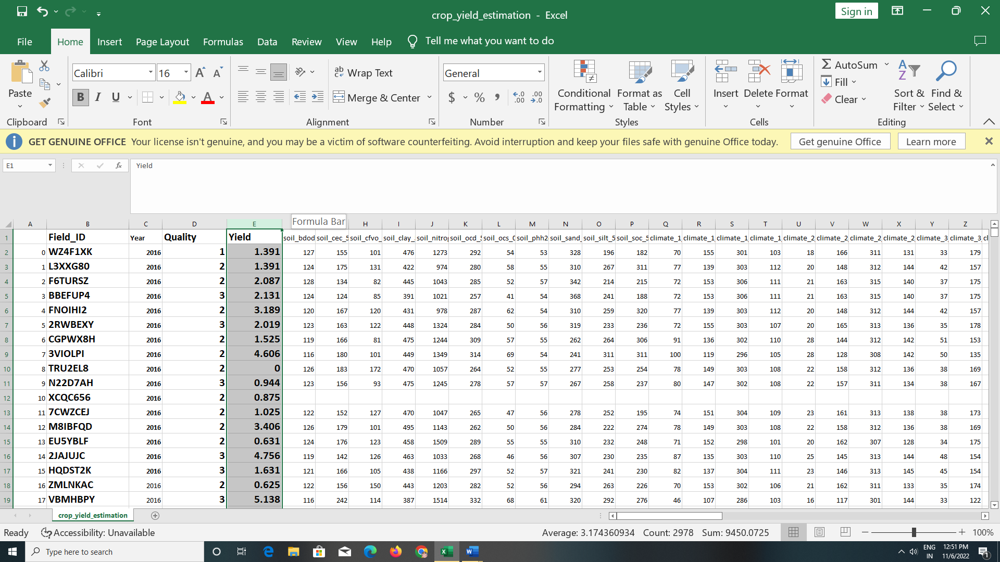 crop_yield_estimation - Excel
Sign in
File Home Insert Page Layout Formulas Data Review View Help Tell me what you want to do
Paste
Calibri 16
B I U A
ab c Wrap Text
Merge & Center
General
$ % , .00 .00
Conditional Formatting
Format as Table
Cell Styles
Insert Delete Format
AutoSum
Fill
Clear
Sort & Filter
Find & Select
Clipboard Font Alignment Number Styles Cells Editing
GET GENUINE OFFICE Your license isn't genuine, and you may be a victim of software counterfeiting. Avoid interruption and keep your files safe with genuine Office today. Get genuine Office Learn more
E1 fx Yield
Formula Bar
A B C D E H I J K L M N O P Q R S T U V W X Y Z
1 Field_ID Year Quality Yield soil_bdod soil_cec_5 soil_cfvo_ soil_clay_ soil_nitro soil_ocd_ soil_ocs_0 soil_phh2 soil_sand_ soil_silt_5 soil_soc_5 climate_1 climate_1 climate_1 climate_1 climate_2 climate_2 climate_2 climate_2 climate_3 climate_3 cl
2 0 WZ4F1XK 2016 1 1.391 127 155 101 476 1273 292 54 53 328 196 182 70 155 301 103 18 166 311 131 33 179
3 1 L3XXG80 2016 2 1.391 124 175 131 422 974 280 58 55 310 267 311 77 139 303 112 20 148 312 144 42 157
4 2 F6TURSZ 2016 2 2.087 128 134 82 445 1043 285 52 57 342 214 215 72 153 306 111 21 163 315 140 37 175
5 3 BBEFUP4 2016 3 2.131 124 124 85 391 1021 257 41 54 368 241 188 72 153 306 111 21 163 315 140 37 175
6 4 FNOIHI2 2016 2 3.189 120 167 120 431 978 287 62 54 310 259 320 77 139 303 112 20 148 312 144 42 157
7 5 2RWBEXY 2016 3 2.019 123 163 122 448 1324 284 50 56 319 233 236 72 155 303 107 20 165 313 136 35 178
8 6 CGPWX8H 2016 2 1.525 119 166 81 475 1244 309 57 55 262 264 306 91 136 302 110 28 144 312 142 51 153
9 7 3VIOLPI 2016 2 4.606 116 180 101 449 1349 314 69 54 241 311 311 100 119 296 105 28 128 308 142 50 135
10 8 TRU2EL8 2016 2 0 126 183 172 470 1057 264 52 55 277 253 254 78 149 303 108 22 158 312 136 38 169
11 9 N22D7AH 2016 3 0.944 123 156 93 475 1245 278 57 57 267 258 237 80 147 302 108 22 157 311 134 38 167
12 10 XCQC656 2016 2 0.875
13 11 7CWZCEJ 2016 2 1.025 122 152 127 470 1047 265 47 56 278 252 195 74 151 304 109 23 161 313 138 38 173
14 12 M8IBFQD 2016 2 3.406 126 179 101 495 1143 262 50 56 284 222 274 78 149 303 108 22 158 312 136 38 169
15 13 EU5YBLF 2016 2 0.631 124 176 123 458 1509 289 55 55 310 232 248 71 152 298 101 20 162 307 128 34 175
16 14 2JAJUJC 2016 3 4.756 119 142 126 463 1033 268 46 56 307 230 235 87 135 303 110 25 145 313 144 48 154
17 15 HQDST2K 2016 3 1.631 121 166 105 438 1166 297 52 57 321 241 230 82 137 304 111 23 146 313 145 45 154
18 16 ZMLNKAC 2016 2 0.625 122 156 150 443 1203 282 52 56 294 263 226 70 153 302 106 21 162 311 133 35 174
19 17 VBMHBPY 2016 3 5.138 116 242 114 387 1514 332 68 61 320 292 276 46 107 286 103 16 117 301 144 33 122
crop_yield_estimation
Ready Accessibility: Unavailable Average: 3.174360934 Count: 2978 Sum: 9450.0725 100%
Type here to search
ENG IN
12:51 PM
11/6/2022
1